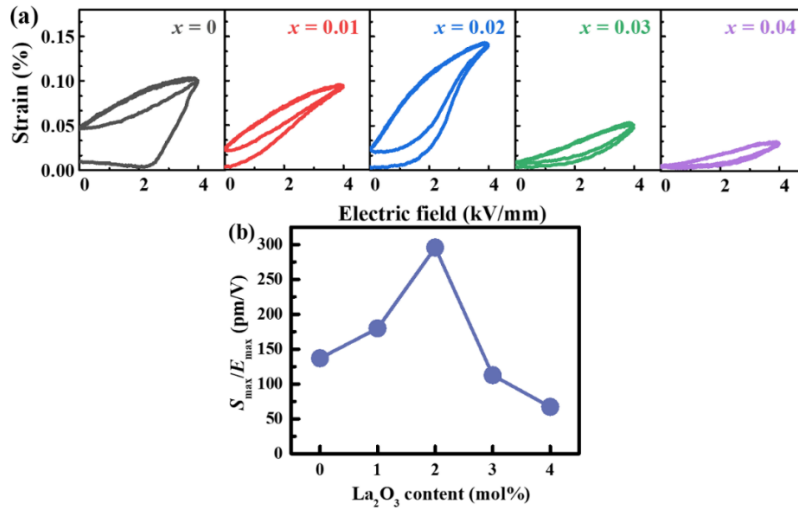 (a)
x = 0 x = 0.01 x = 0.02 x = 0.03 x = 0.04
Strain (%)
0.15
0.10
0.05
0.00
0 2 4 0 2 4 0 2 4 0 2 4 0 2 4
Electric field (kV/mm)
(b)
S_max/E_max (pm/V)
300
250
200
150
100
50
0
0 1 2 3 4
La₂O₃ content (mol%)